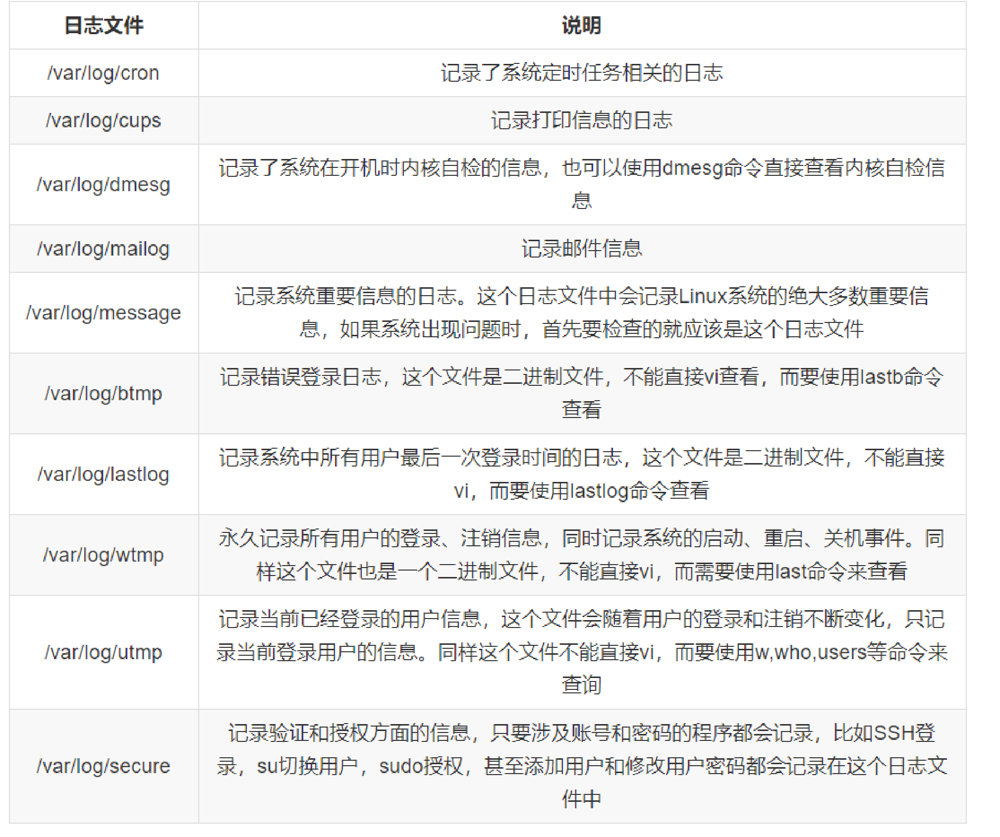 日志文件 说明
/var/log/cron 记录了系统定时任务相关的日志
/var/log/cups 记录打印信息的日志
/var/log/dmesg 记录了系统在开机时内核自检的信息，也可以使用dmesg命令直接查看内核自检信
息
/var/log/mailog 记录邮件信息
/var/log/message 记录系统重要信息的日志。这个日志文件中会记录Linux系统的绝大多数重要信
息，如果系统出现问题时，首先要检查的就应该是这个日志文件
/var/log/btmp 记录错误登录日志，这个文件是二进制文件，不能直接vi查看，而要使用lastb命令
查看
/var/log/lastlog 记录系统中所有用户最后一次登录时间的日志，这个文件是二进制文件，不能直接
vi，而要使用lastlog命令查看
/var/log/wtmp 永久记录所有用户的登录、注销信息，同时记录系统的启动、重启、关机事件。同
样这个文件也是一个二进制文件，不能直接vi，而需要使用last命令来查看
/var/log/utmp 记录当前已经登录的用户信息，这个文件会随着用户的登录和注销不断变化，只记
录当前登录用户的信息。同样这个文件不能直接vi，而要使用w,who,users等命令来
查询
/var/log/secure 记录验证和授权方面的信息，只要涉及账号和密码的程序都会记录，比如SSH登
录，su切换用户，sudo授权，甚至添加用户和修改用户密码都会记录在这个日志文
件中